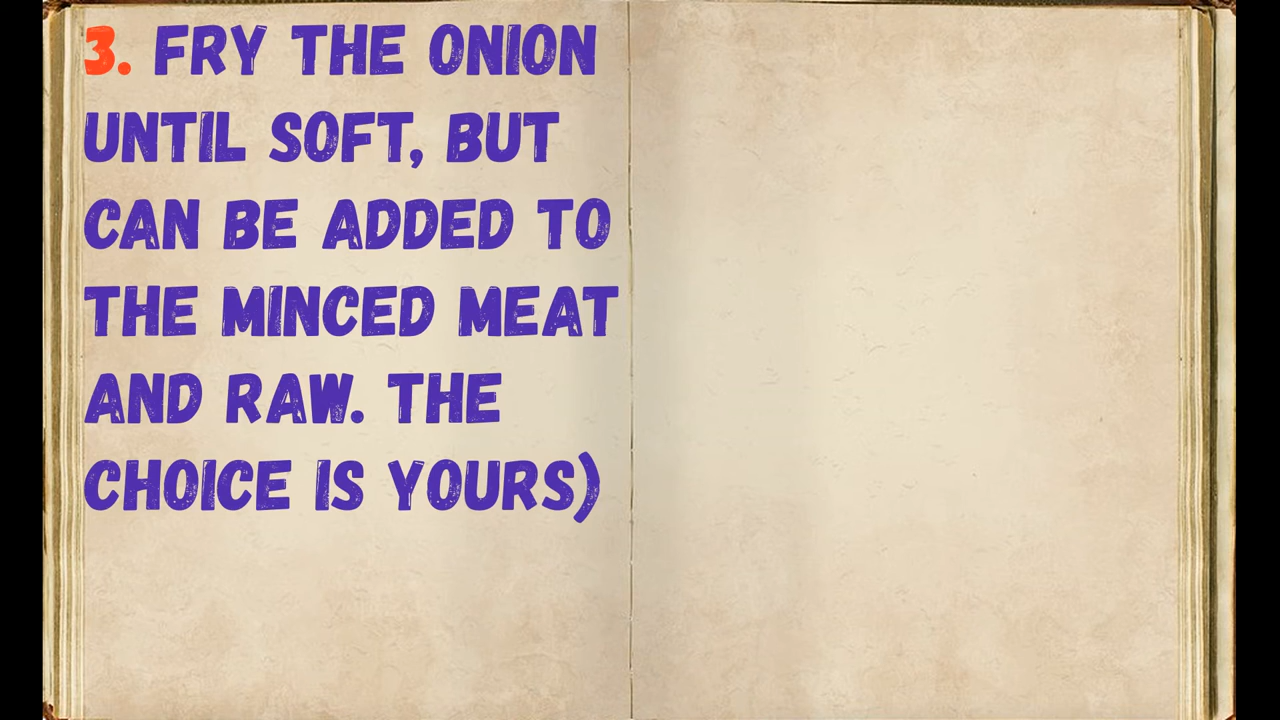 3. FRY THE ONION
UNTIL SOFT, BUT
CAN BE ADDED TO
THE MINCED MEAT
AND RAW. THE
CHOICE IS YOURS)